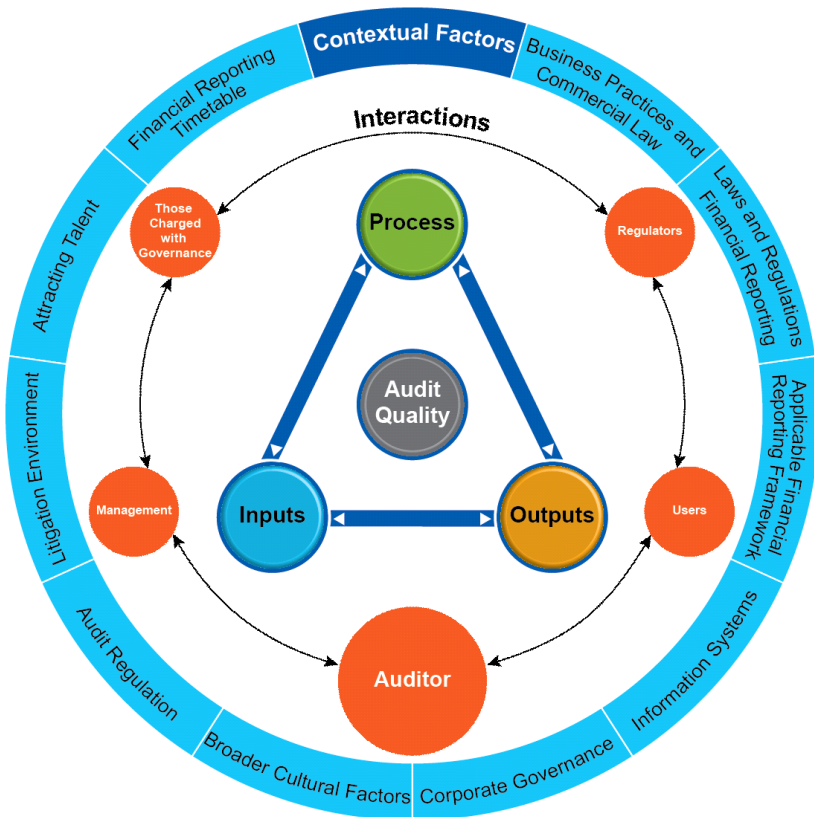 Contextual Factors
Business Practices and
Commercial Law
Laws and Regulations
Financial Reporting
Applicable Financial
Reporting Framework
Information Systems
Corporate Governance
Broader Cultural Factors
Audit Regulation
Litigation Environment
Attracting Talent
Financial Reporting
Timetable
Interactions
Those
Charged
with
Governance
Regulators
Management
Users
Auditor
Process
Audit
Quality
Inputs
Outputs